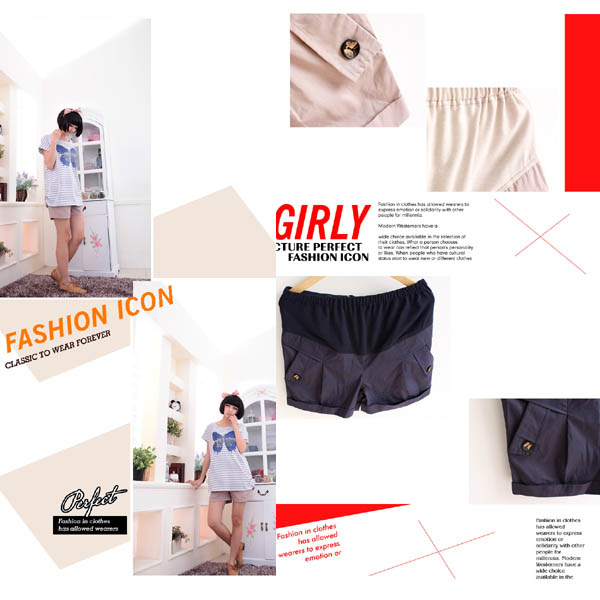 FASHION ICON
CLASSIC TO WEAR FOREVER
Perfect
Fashion in clothes
has allowed wearers
GIRLY
CTURE PERFECT
FASHION ICON
Fashion in clothes
has allowed wearers to
express emotion or solidarity with other
people for millennia.
Modern Westerners have a
wide choice available in the selection of
their clothes. What a person chooses
to wear can reflect that person's personality
or likes. When people who have cultural
status start to wear new or different clothes
Fashion in clothes
has allowed
wearers to express
emotion or
Fashion in clothes
has allowed
wearers to express
emotion or
solidarity with other
people for
millennia. Modern
Westerners have a
wide choice
available in the